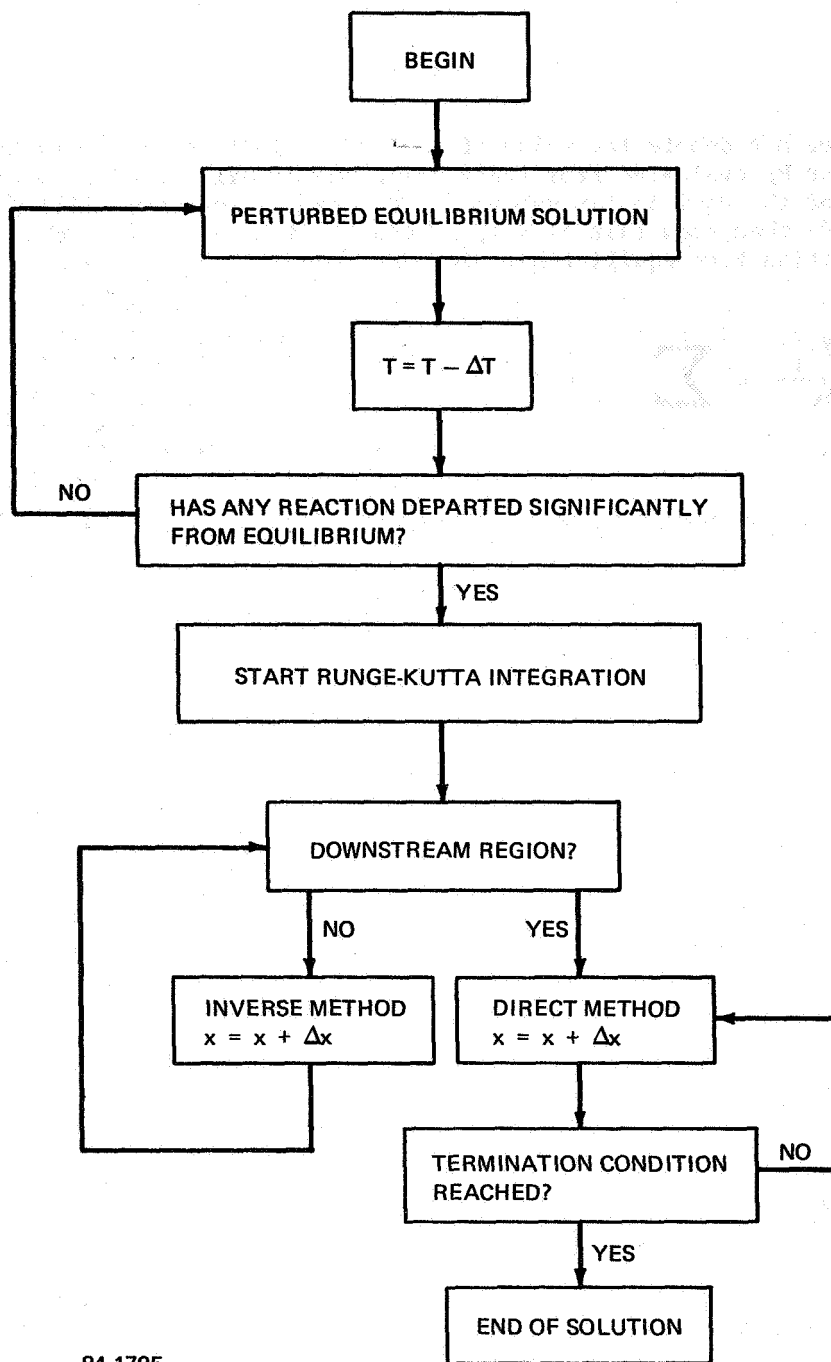 BEGIN
PERTURBED EQUILIBRIUM SOLUTION
T = T − ΔT
NO
HAS ANY REACTION DEPARTED SIGNIFICANTLY
FROM EQUILIBRIUM?
YES
START RUNGE-KUTTA INTEGRATION
DOWNSTREAM REGION?
NO
YES
INVERSE METHOD
x = x + Δx
DIRECT METHOD
x = x + Δx
TERMINATION CONDITION
REACHED?
NO
YES
END OF SOLUTION